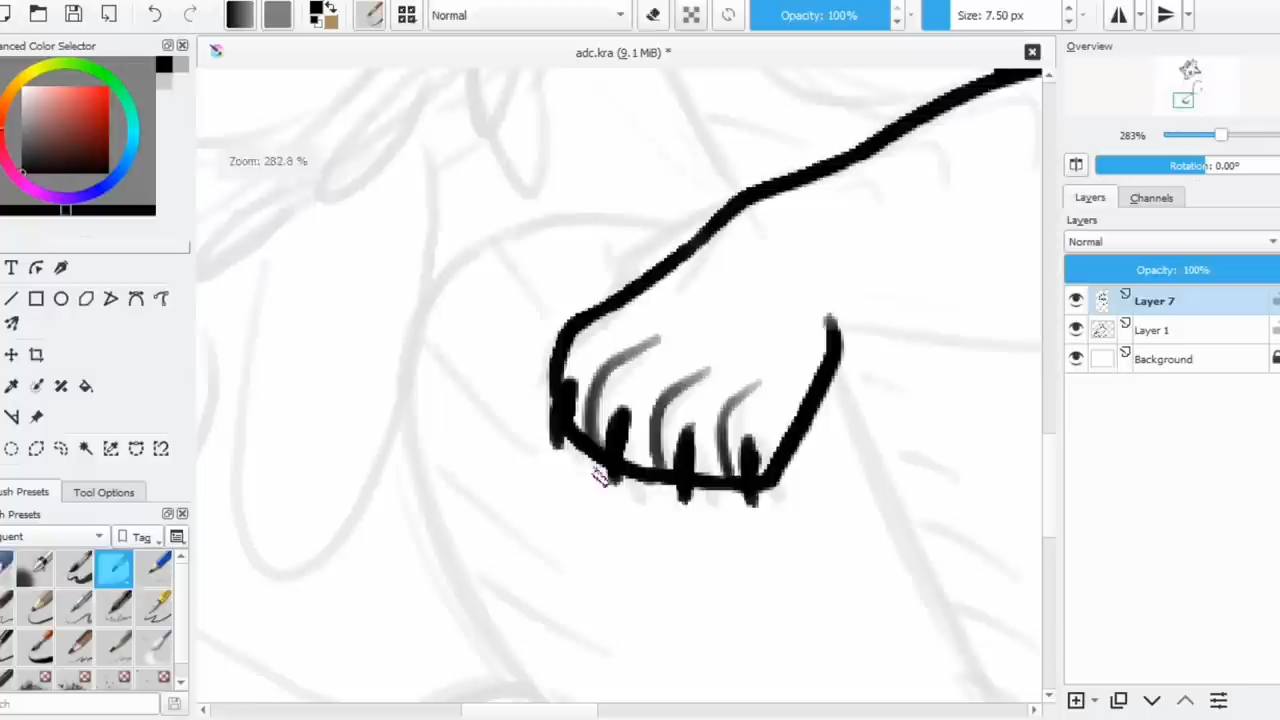 Normal
Opacity: 100%
Size: 7.50 px
anced Color Selector
adc.kra (9.1 MiB) *
Overview
Zoom: 282.8 %
283%
Rotation: 0.00°
Layers
Channels
Layers
Normal
Opacity: 100%
Layer 7
Layer 1
Background
ush Presets
Tool Options
h Presets
quent
Tag
rch